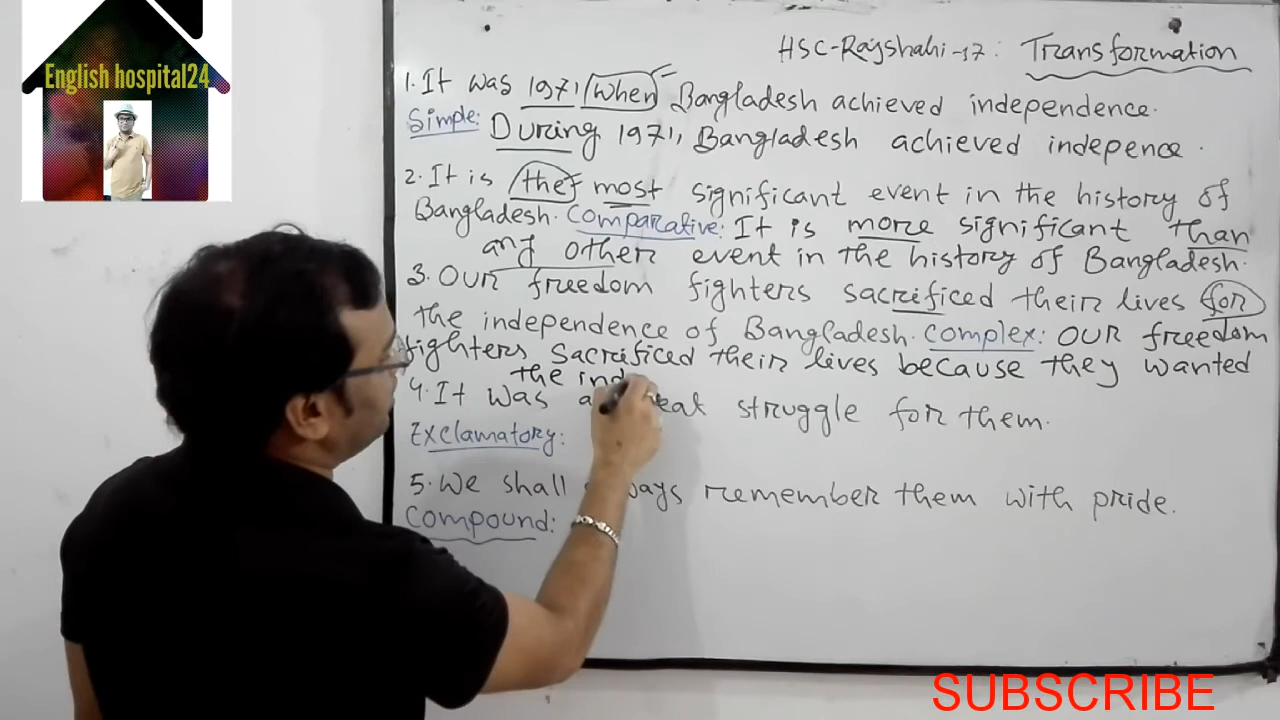 English hospital24
HSC-Rajshahi-17: Transformation
1. It was 1971, when Bangladesh achieved independence.
Simple: During 1971, Bangladesh achieved indepence.
2. It is the most significant event in the history of
Bangladesh. Comparative: It is more significant than
any other event in the history of Bangladesh.
3. Our freedom fighters sacrificed their lives for
the independence of Bangladesh. Complex: Our freedom
fighters sacrificed their lives because they wanted
the ind
4. It was a struggle for them.
Exclamatory:
5. We shall remember them with pride.
Compound:
SUBSCRIBE